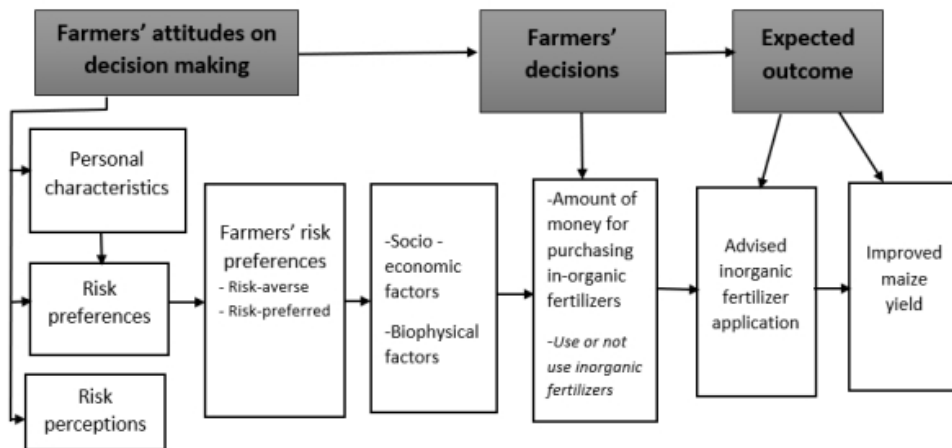 Farmers' attitudes on
decision making
Farmers'
decisions
Expected
outcome
Personal
characteristics
Risk
preferences
Risk
perceptions
Farmers' risk
preferences
- Risk-averse
- Risk-preferred
-Socio -
economic
factors
-Biophysical
factors
-Amount of
money for
purchasing
in-organic
fertilizers
-Use or not
use inorganic
fertilizers
Advised
inorganic
fertilizer
application
Improved
maize
yield